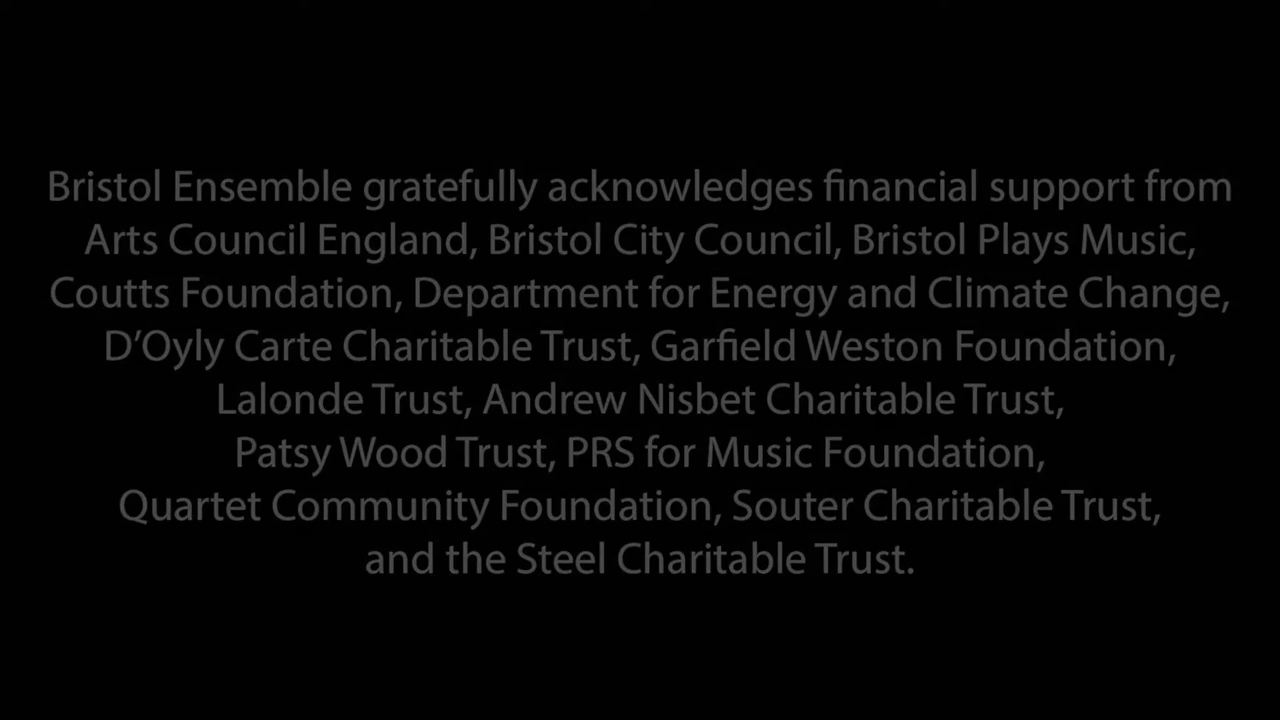 Bristol Ensemble gratefully acknowledges financial support from
Arts Council England, Bristol City Council, Bristol Plays Music,
Coutts Foundation, Department for Energy and Climate Change,
D’Oyly Carte Charitable Trust, Garfield Weston Foundation,
Lalonde Trust, Andrew Nisbet Charitable Trust,
Patsy Wood Trust, PRS for Music Foundation,
Quartet Community Foundation, Souter Charitable Trust,
and the Steel Charitable Trust.